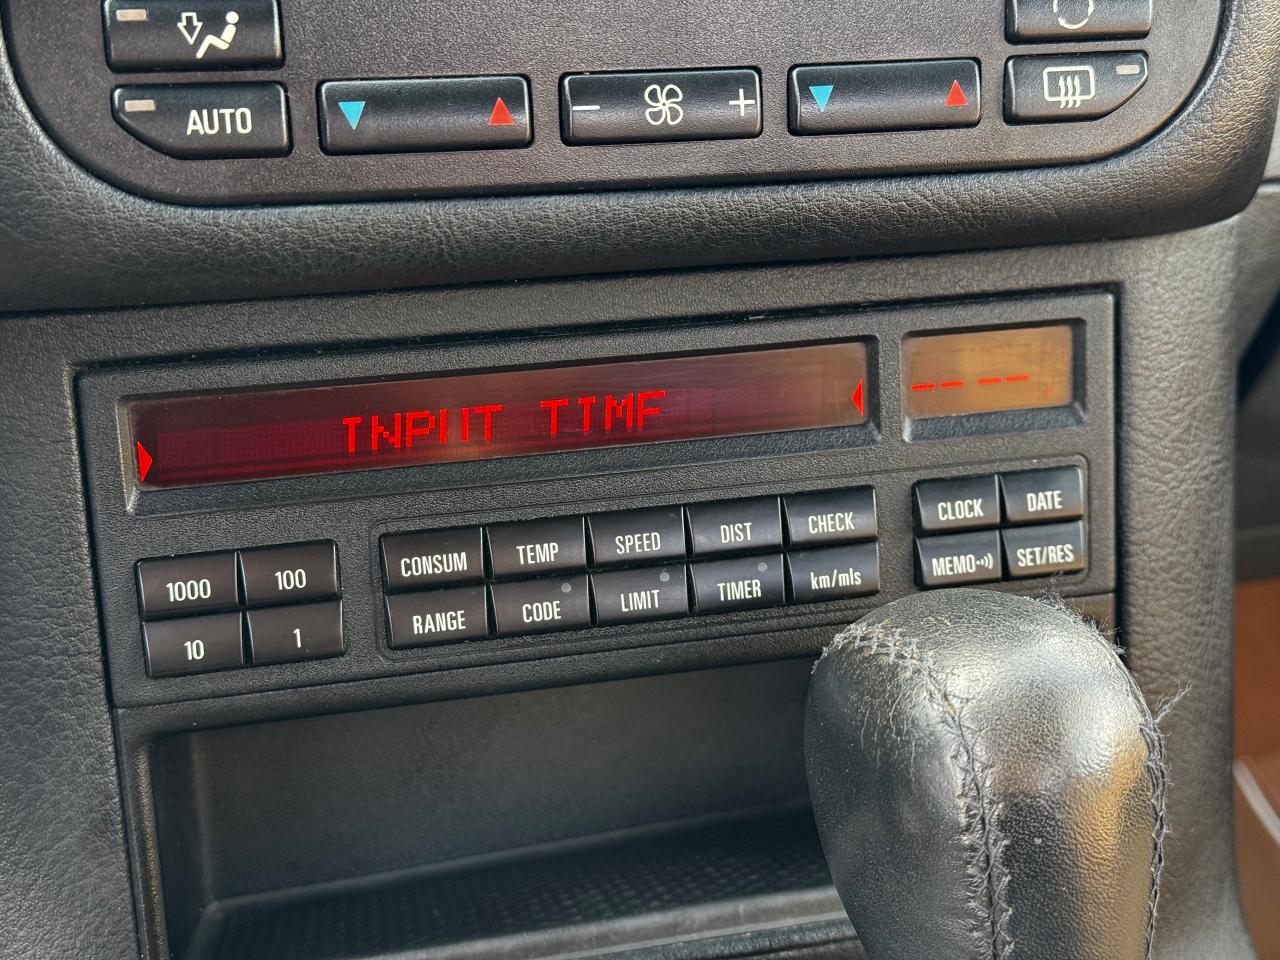 AUTO
- +
INPUT TIME
-- --
CONSUM TEMP SPEED DIST CHECK
CLOCK DATE
1000 100
RANGE CODE LIMIT TIMER km/mls
MEMO SET/RES
10 1